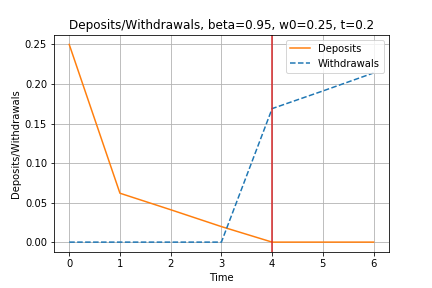 Deposits/Withdrawals, beta=0.95, w0=0.25, t=0.2
Deposits
Withdrawals
0.25
0.20
0.15
0.10
0.05
0.00
Deposits/Withdrawals
0 1 2 3 4 5 6
Time